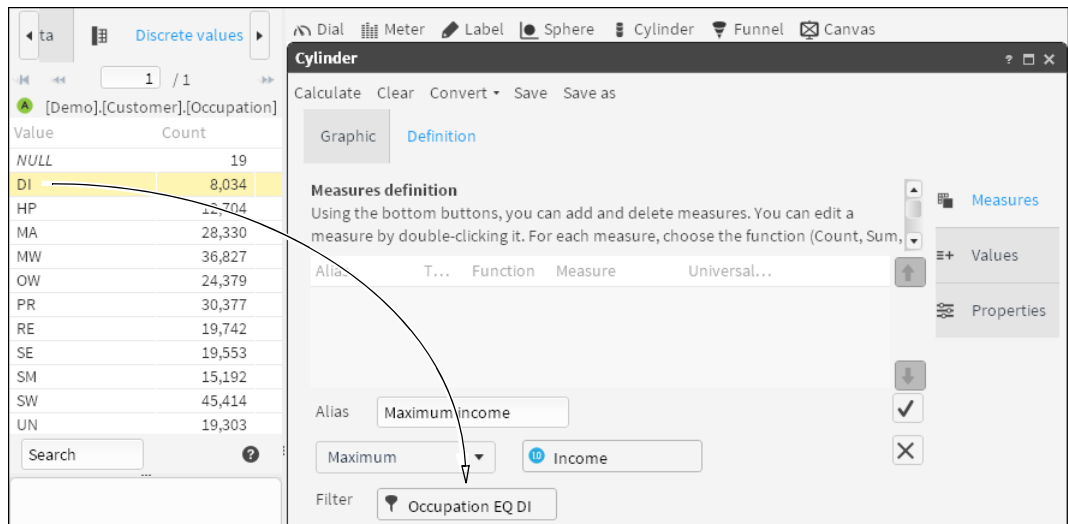 ta Discrete values
1 / 1
A [Demo].[Customer].[Occupation]
Value Count
NULL 19
DI 8,034
HP 12,704
MA 28,330
MW 36,827
OW 24,379
PR 30,377
RE 19,742
SE 19,553
SM 15,192
SW 45,414
UN 19,303
Search ?
Dial Meter Label Sphere Cylinder Funnel Canvas
Cylinder ?
Calculate Clear Convert Save Save as
Graphic Definition
Measures definition
Using the bottom buttons, you can add and delete measures. You can edit a
measure by double-clicking it. For each measure, choose the function (Count, Sum,
Alias T... Function Measure Universal...
Alias Maximum income
Maximum 1.0 Income
Filter Occupation EQ DI
Measures
Values
Properties